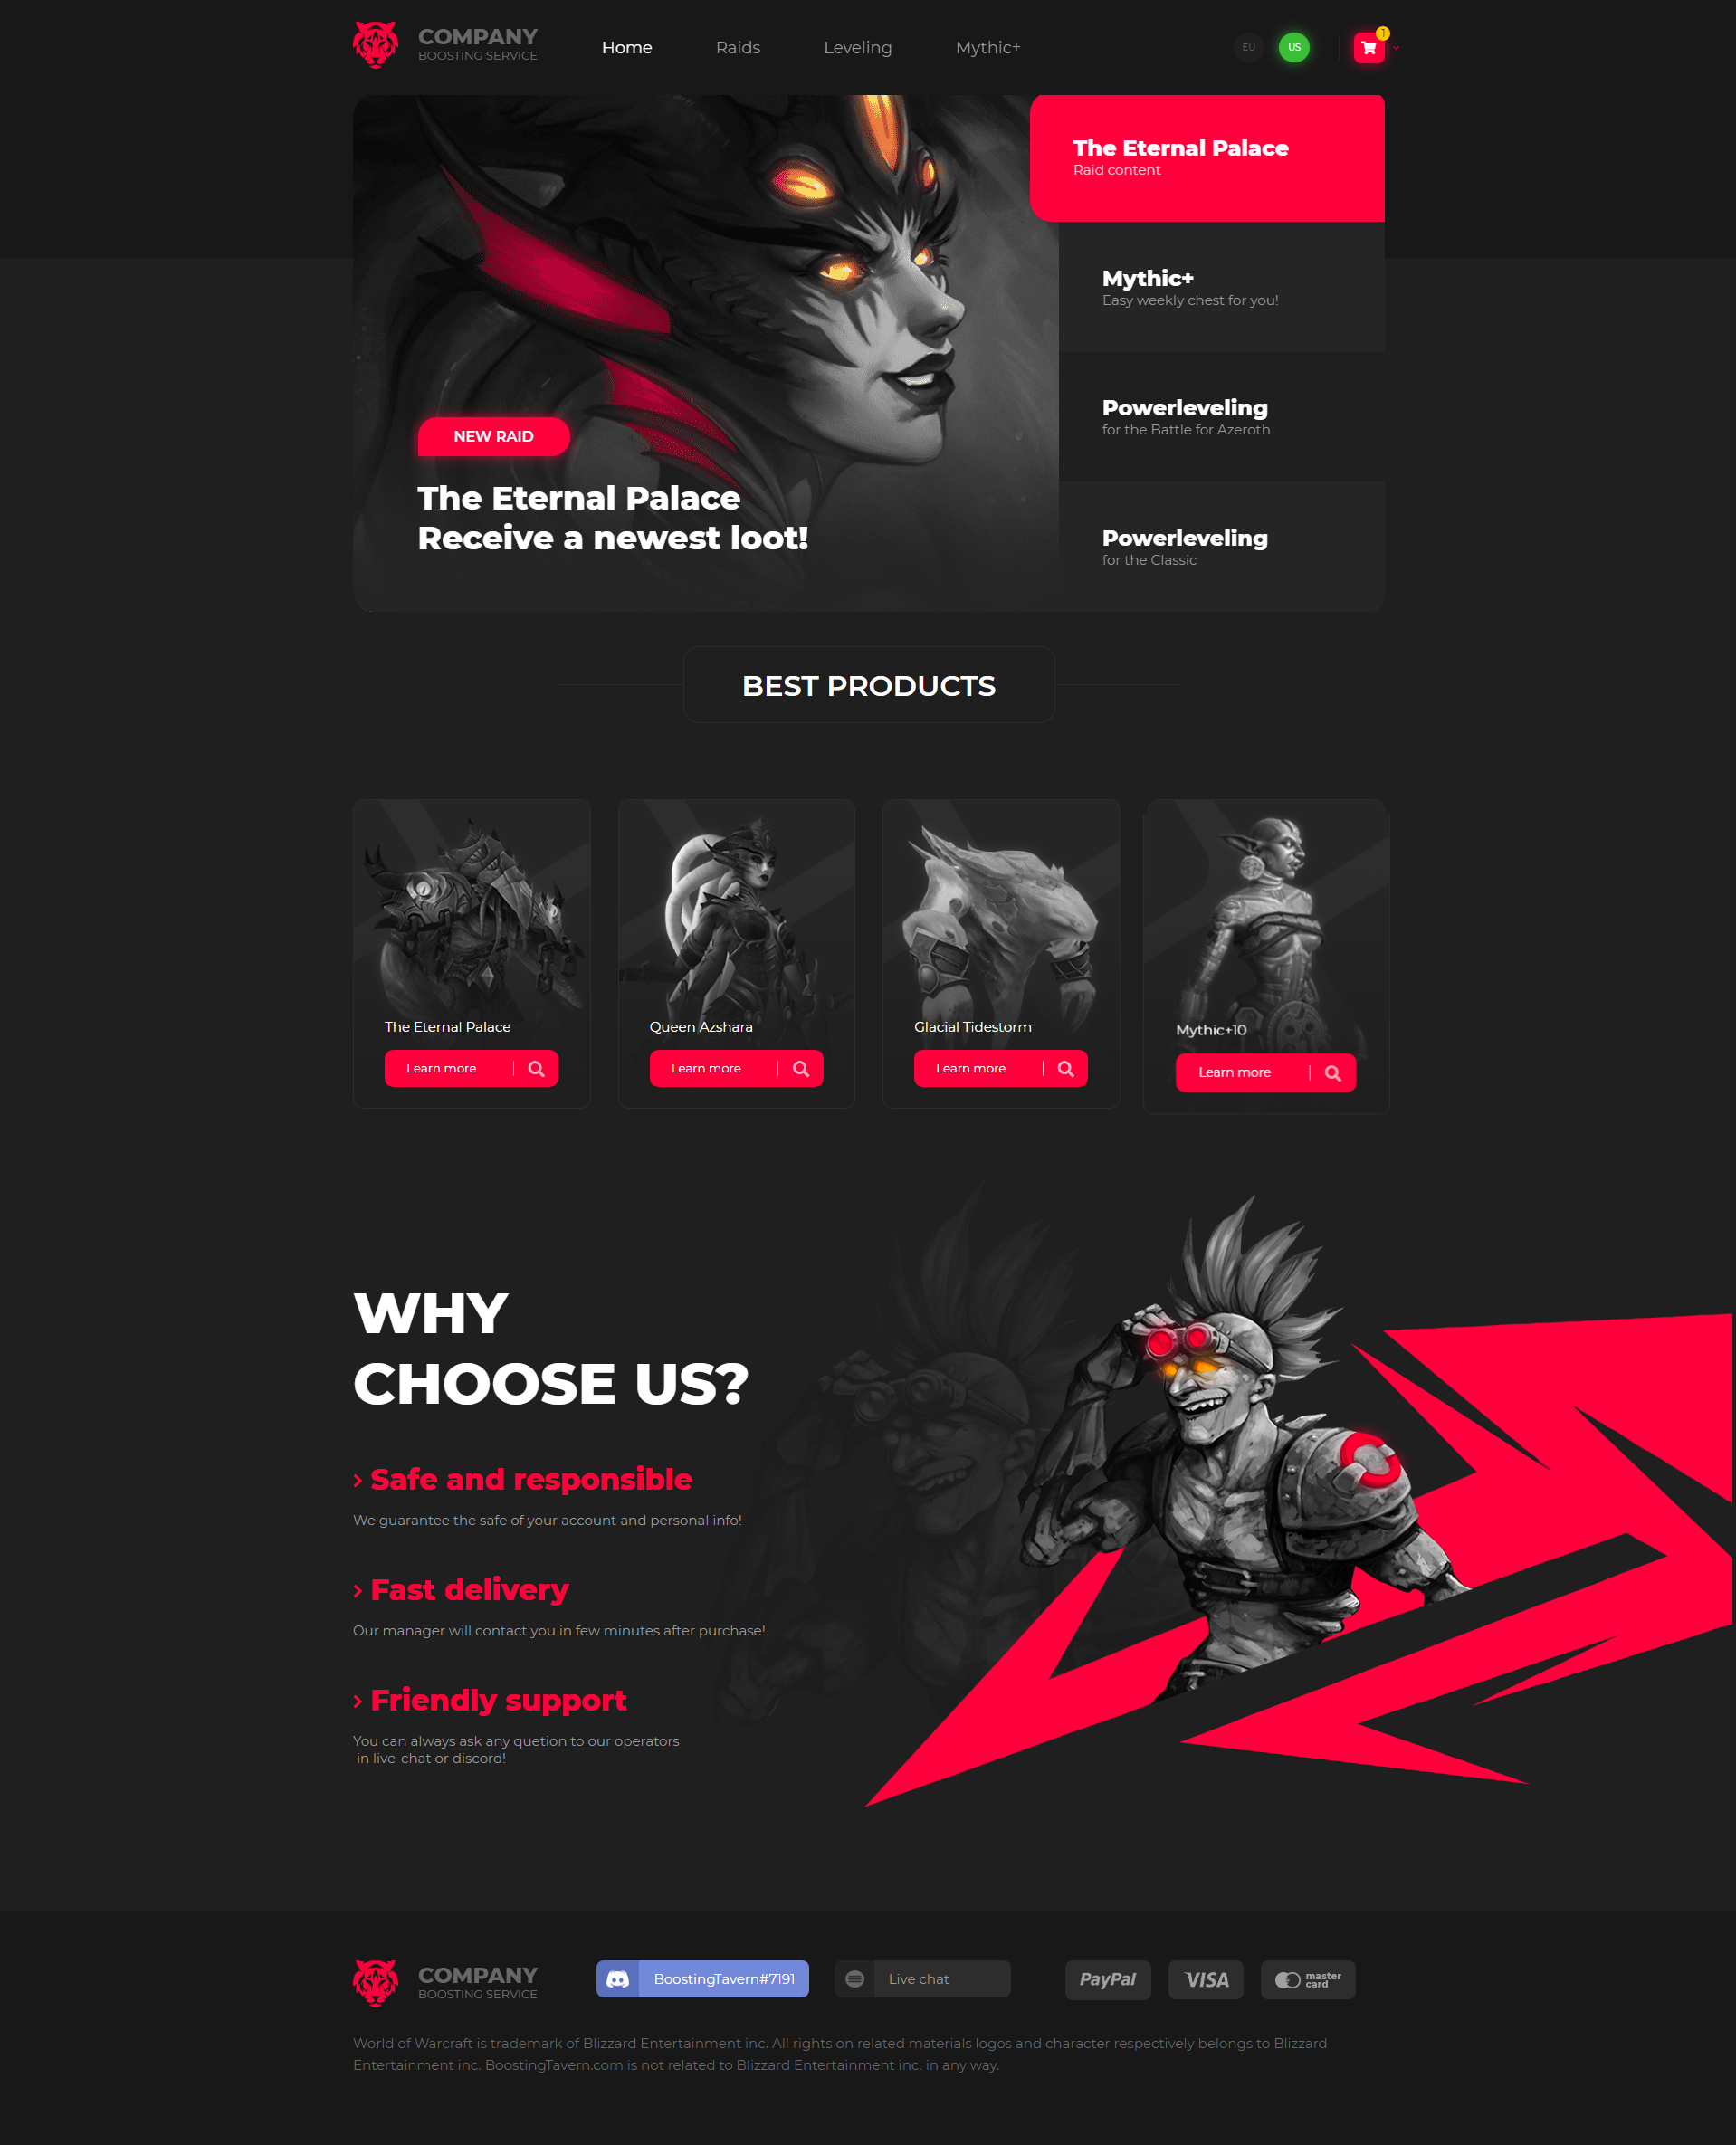 COMPANY
BOOSTING SERVICE
Home
Raids
Leveling
Mythic+
EU
US
1
The Eternal Palace
Raid content
Mythic+
Easy weekly chest for you!
Powerleveling
for the Battle for Azeroth
Powerleveling
for the Classic
NEW RAID
The Eternal Palace
Receive a newest loot!
BEST PRODUCTS
The Eternal Palace
Learn more
Queen Azshara
Learn more
Glacial Tidestorm
Learn more
Mythic+10
Learn more
WHY
CHOOSE US?
Safe and responsible
We guarantee the safe of your account and personal info!
Fast delivery
Our manager will contact you in few minutes after purchase!
Friendly support
You can always ask any quetion to our operators
in live-chat or discord!
COMPANY
BOOSTING SERVICE
BoostingTavern#7191
Live chat
PayPal
VISA
master
card
World of Warcraft is trademark of Blizzard Entertainment inc. All rights on related materials logos and character respectively belongs to Blizzard
Entertainment inc. BoostingTavern.com is not related to Blizzard Entertainment inc. in any way.